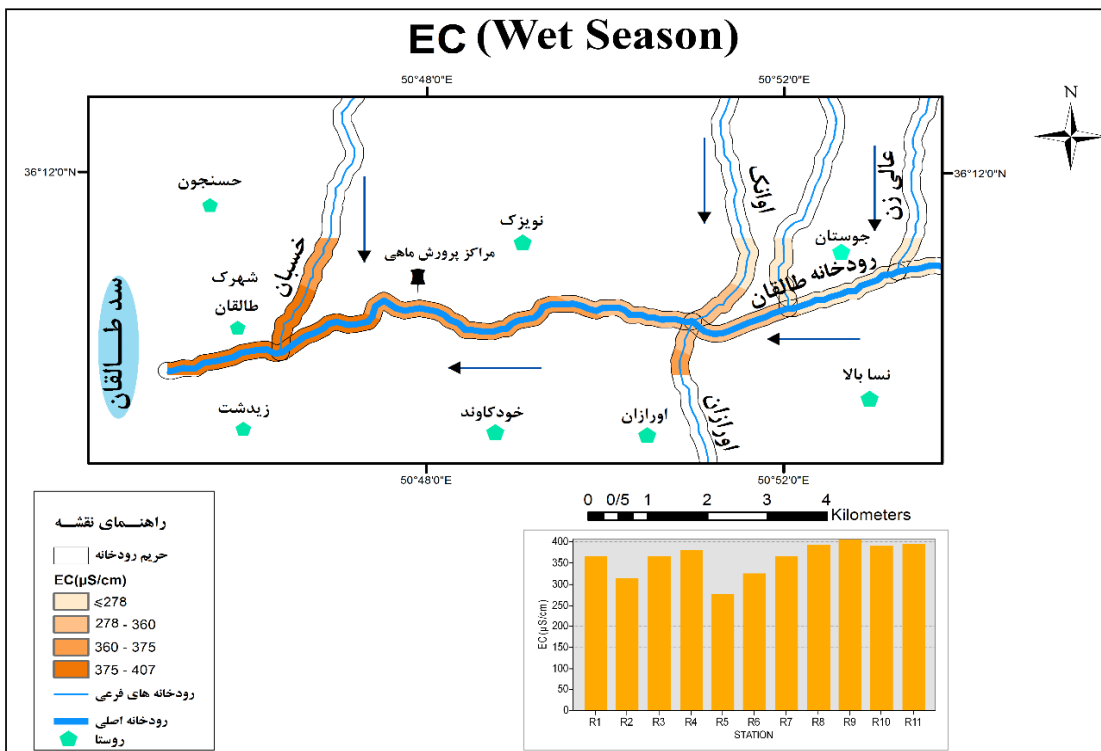 EC (Wet Season)
50°48'0"E
50°52'0"E
36°12'0"N
36°12'0"N
N
حسنجون
نویزک
اوانک
عالی زن
جوستان
مراکز پرورش ماهی
خسبان
شهرک
طالقان
رودخانه طالقان
سد طـــالقان
زیدشت
خودکاوند
اورازان
اورازان
نسا بالا
50°48'0"E
50°52'0"E
راهنــمای نقشــه
حریم رودخانه
EC(µS/cm)
⩽278
278 - 360
360 - 375
375 - 407
رودخانه های فرعی
رودخانه اصلی
روستا
0 0/5 1 2 3 4
Kilometers
EC(µS/cm)
400
350
300
250
200
150
100
50
0
R1 R2 R3 R4 R5 R6 R7 R8 R9 R10 R11
STATION